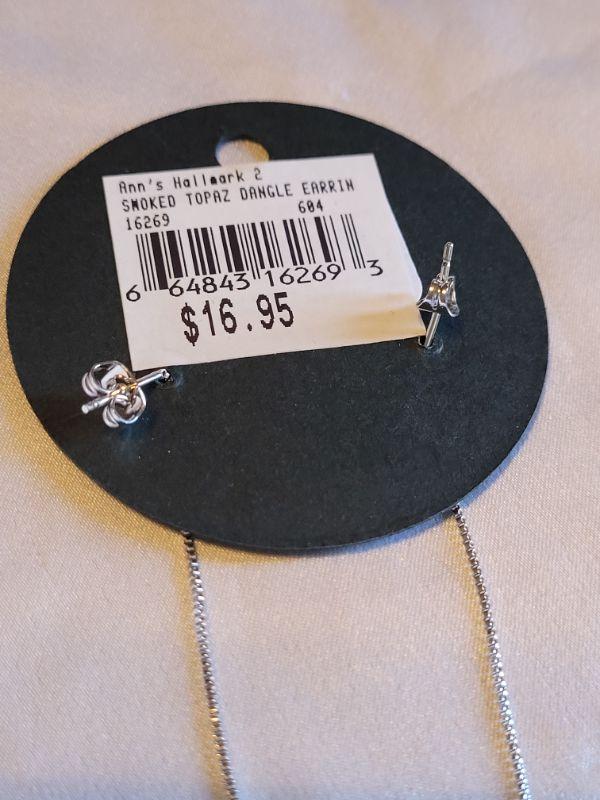 Ann's Hallmark 2
SMOKED TOPAZ DANGLE EARRIN
16269 604
6 64843 16269 3
$16.95